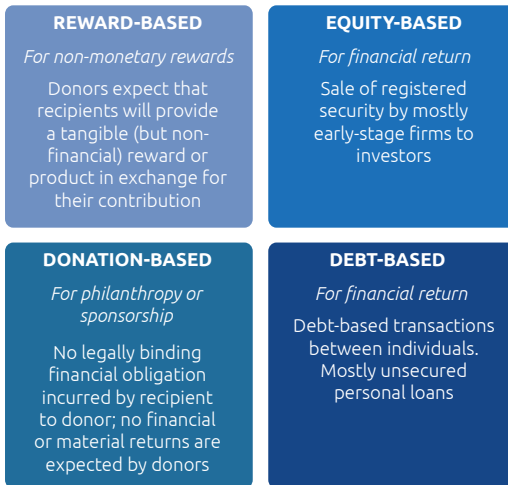 REWARD-BASED
For non-monetary rewards
Donors expect that
recipients will provide
a tangible (but non-
financial) reward or
product in exchange for
their contribution
EQUITY-BASED
For financial return
Sale of registered
security by mostly
early-stage firms to
investors
DONATION-BASED
For philanthropy or
sponsorship
No legally binding
financial obligation
incurred by recipient
to donor; no financial
or material returns are
expected by donors
DEBT-BASED
For financial return
Debt-based transactions
between individuals.
Mostly unsecured
personal loans